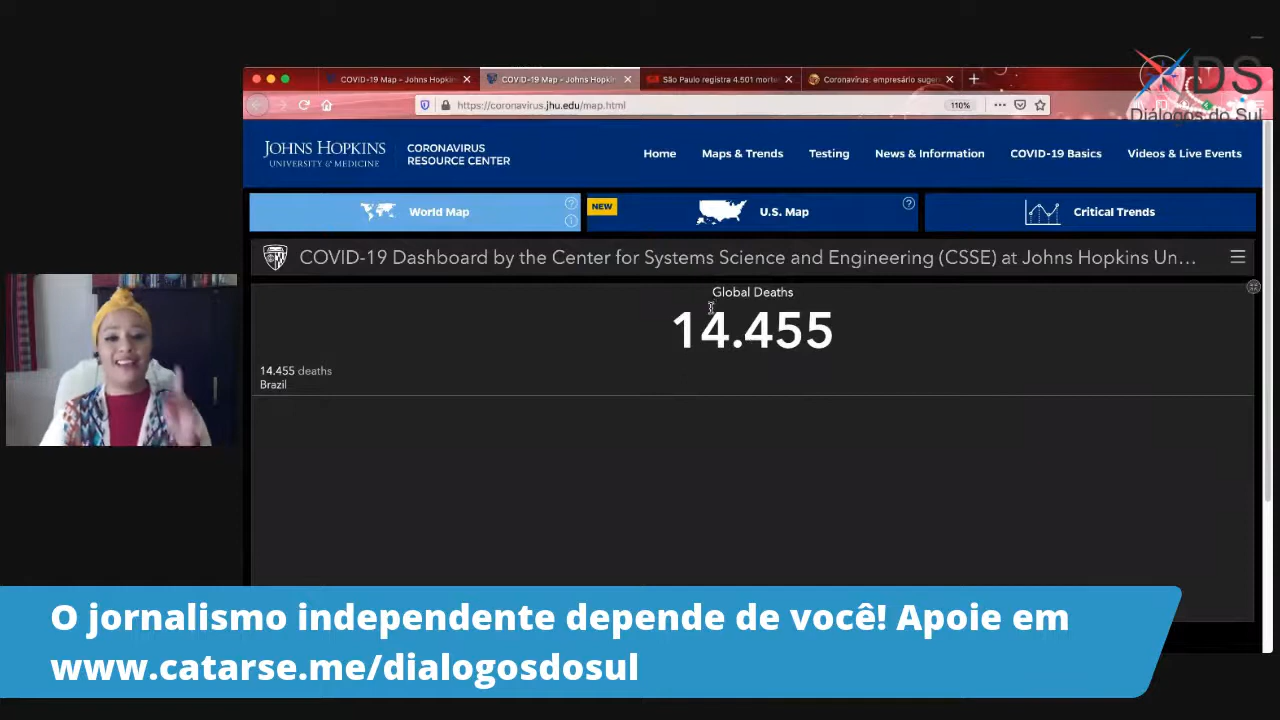 DS
Diálogos do Sul
COVID-19 Map - Johns Hopkin
COVID-19 Map - Johns Hopkin
São Paulo registra 4.501 morte
Coronavírus: empresário suger
https://coronavirus.jhu.edu/map.html
110%
JOHNS HOPKINS
UNIVERSITY & MEDICINE
CORONAVIRUS
RESOURCE CENTER
Home
Maps & Trends
Testing
News & Information
COVID-19 Basics
Videos & Live Events
World Map
NEW
U.S. Map
Critical Trends
COVID-19 Dashboard by the Center for Systems Science and Engineering (CSSE) at Johns Hopkins Un...
Global Deaths
14.455
14.455 deaths
Brazil
O jornalismo independente depende de você! Apoie em
www.catarse.me/dialogosdosul